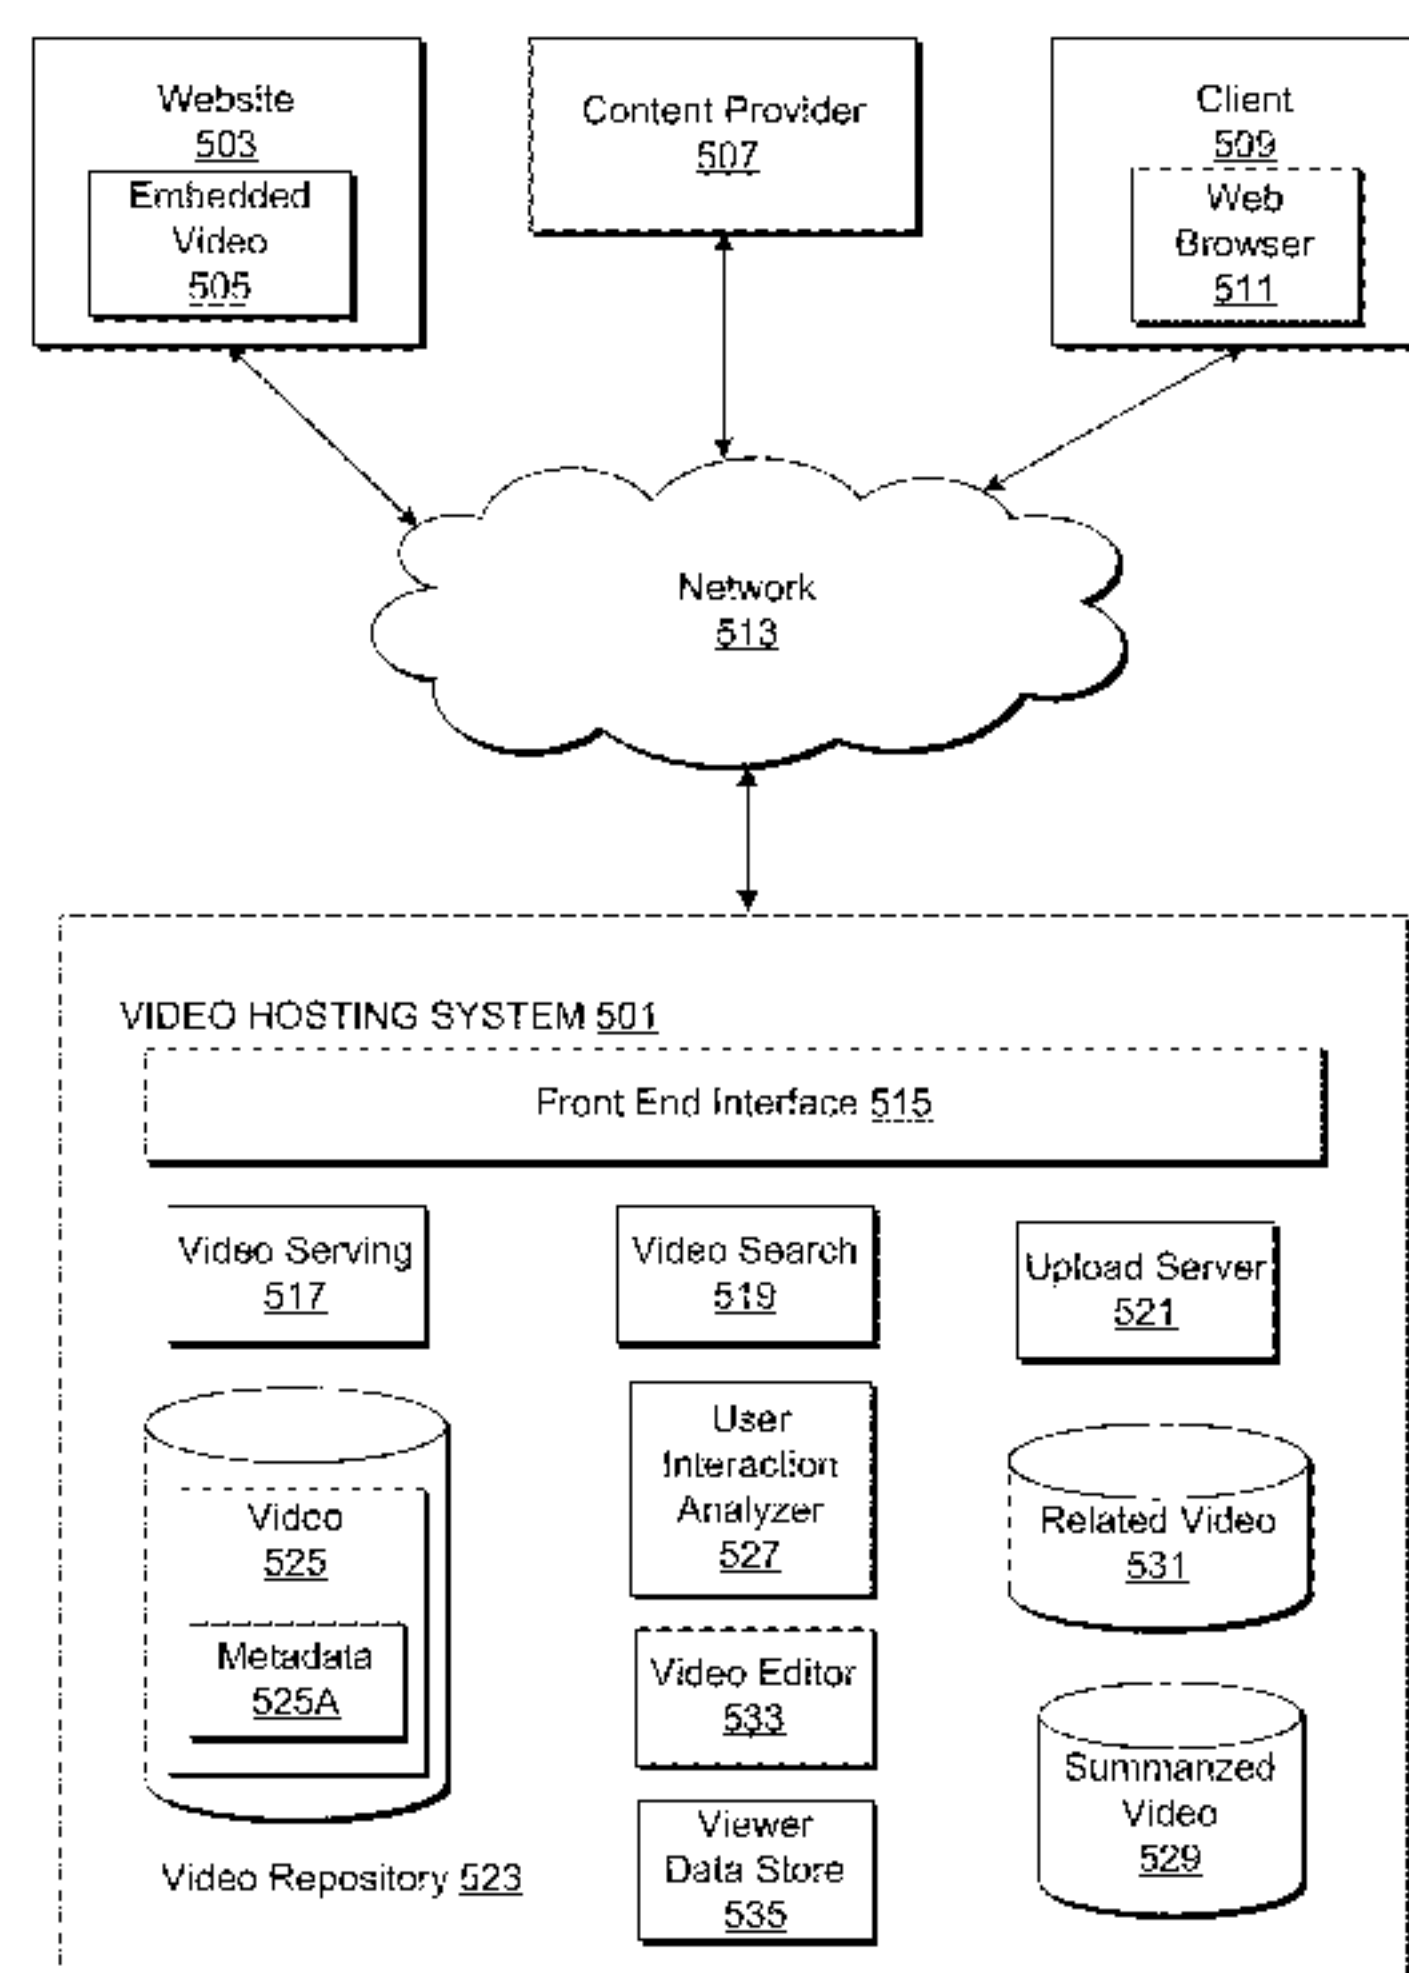 Website
503
Embedded
Video
505
Content Provider
507
Client
509
Web
Browser
511
Network
513
VIDEO HOSTING SYSTEM 501
Front End Interface 515
Video Serving
517
Video Search
519
Upload Server
521
Video
525
Metadata
525A
Video Repository 523
User
Interaction
Analyzer
527
Video Editor
533
Viewer
Data Store
535
Related Video
531
Summarized
Video
529